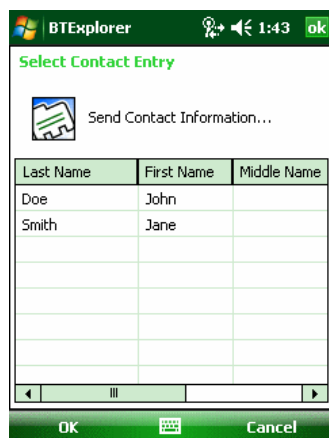 BTExplorer 1:43 ok
Select Contact Entry
Send Contact Information...
Last Name First Name Middle Name
Doe John
Smith Jane
OK Cancel